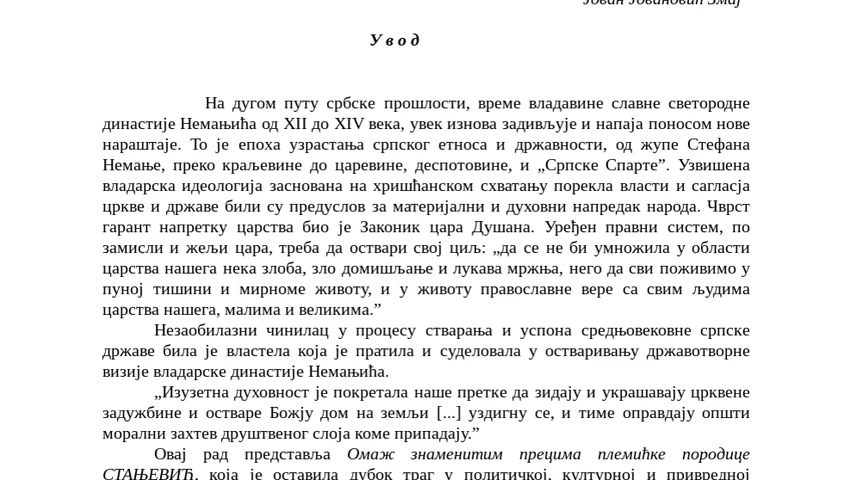 Јован Јовановић Змај
У в о д
На дугом путу србске прошлости, време владавине славне светородне
династије Немањића од XII до XIV века, увек изнова задивљује и напаја поносом нове
нараштаје. То је епоха узрастања српског етноса и државности, од жупе Стефана
Немање, преко краљевине до царевине, деспотовине, и „Српске Спарте”. Узвишена
владарска идеологија заснована на хришћанском схватању порекла власти и сагласја
цркве и државе били су предуслов за материјални и духовни напредак народа. Чврст
гарант напретку царства био је Законик цара Душана. Уређен правни систем, по
замисли и жељи цара, треба да оствари свој циљ: „да се не би умножила у области
царства нашега нека злоба, зло домишљање и лукава мржња, него да сви поживимо у
пуној тишини и мирноме животу, и у животу православне вере са свим људима
царства нашега, малима и великима.”
Незаобилазни чинилац у процесу стварања и успона средњовековне српске
државе била је властела која је пратила и суделовала у остваривању државотворне
визије владарске династије Немањића.
„Изузетна духовност је покретала наше претке да зидају и украшавају црквене
задужбине и остваре Божју дом на земљи [...] уздигну се, и тиме оправдају општи
морални захтев друштвеног слоја коме припадају.”
Овај рад представља Омаж знаменитим прецима племићке породице
СТАЊЕВИЋ, која је оставила дубок траг у политичкој, културној и привредној